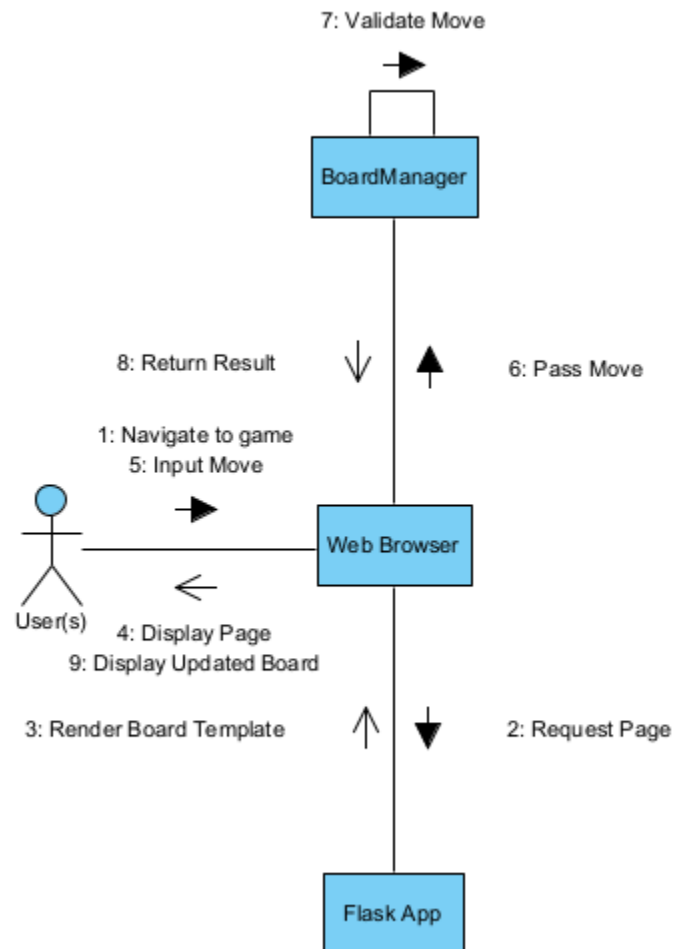 7: Validate Move
BoardManager
8: Return Result
6: Pass Move
1: Navigate to game
5: Input Move
Web Browser
User(s)
4: Display Page
9: Display Updated Board
3: Render Board Template
2: Request Page
Flask App